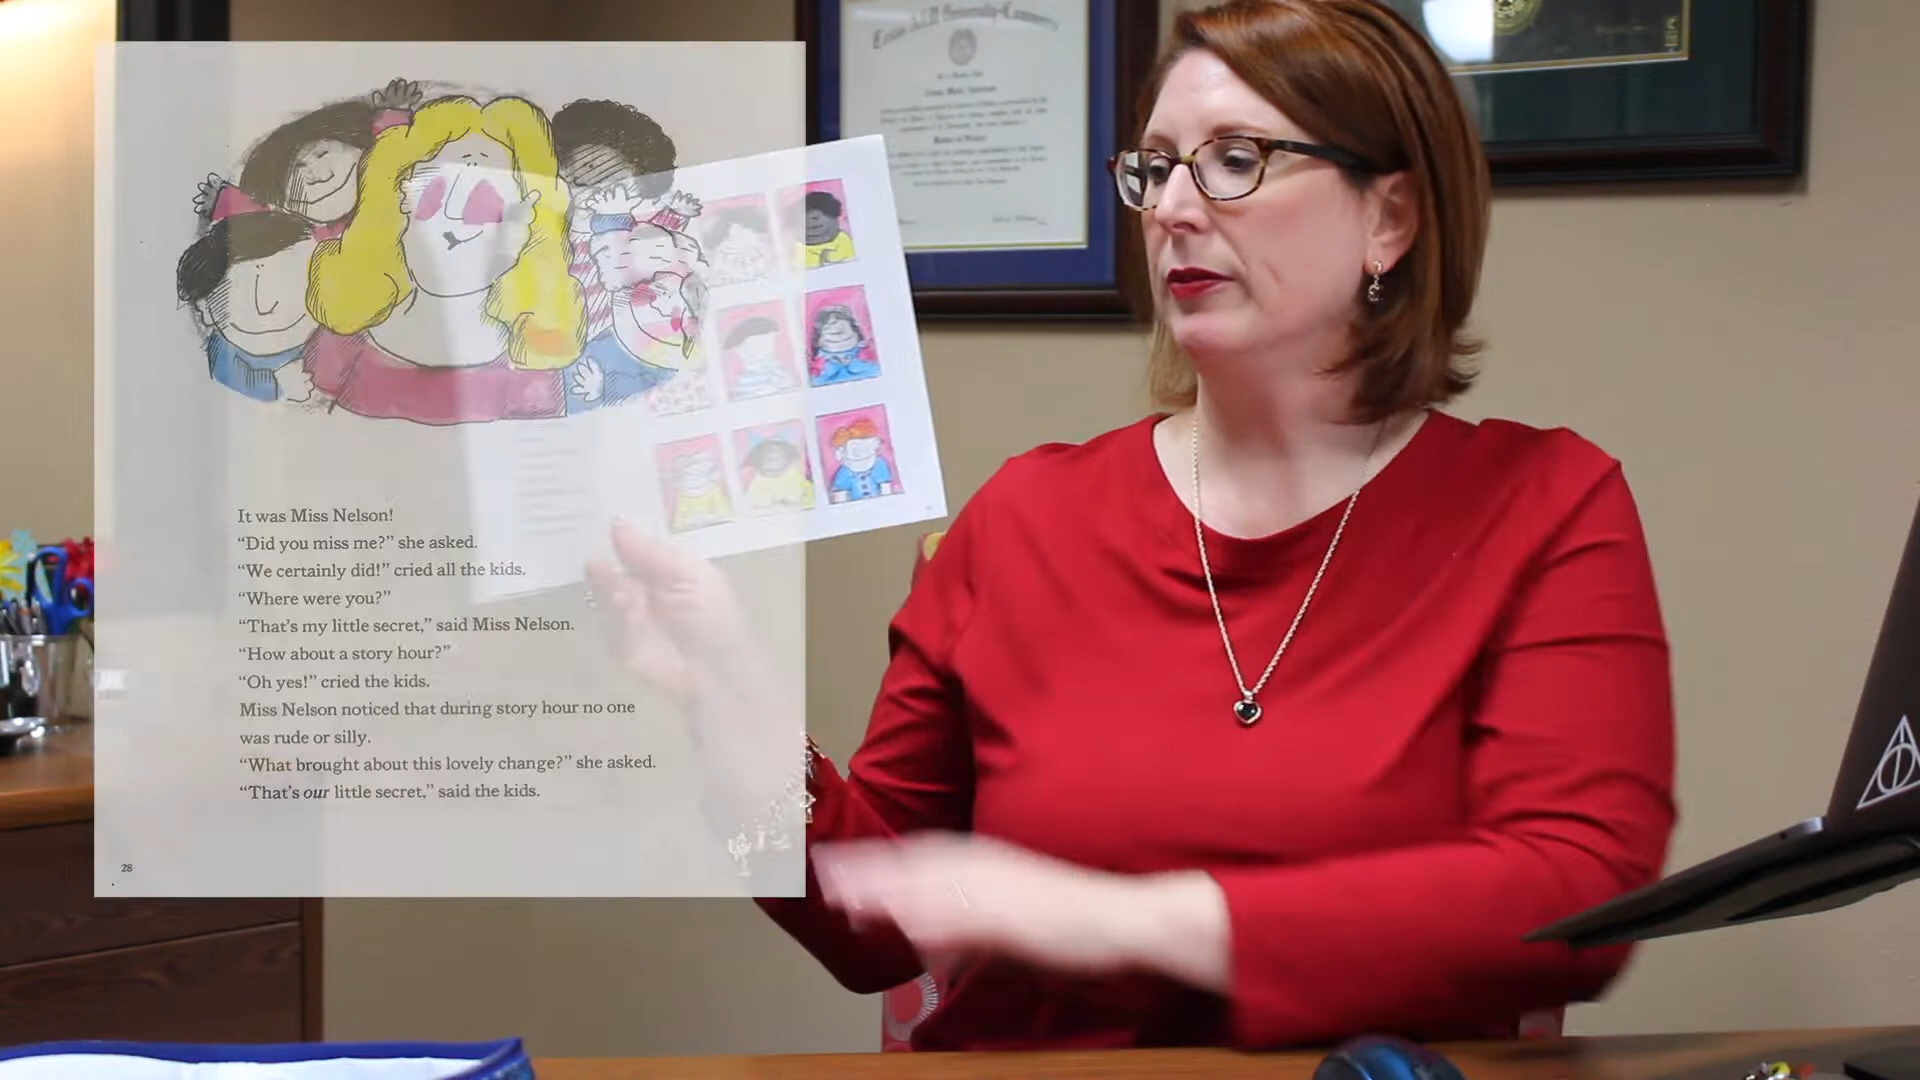 It was Miss Nelson!
“Did you miss me?” she asked.
“We certainly did!” cried all the kids.
“Where were you?”
“That’s my little secret,” said Miss Nelson.
“How about a story hour?”
“Oh yes!” cried the kids.
Miss Nelson noticed that during story hour no one
was rude or silly.
“What brought about this lovely change?” she asked.
“That’s our little secret,” said the kids.
28